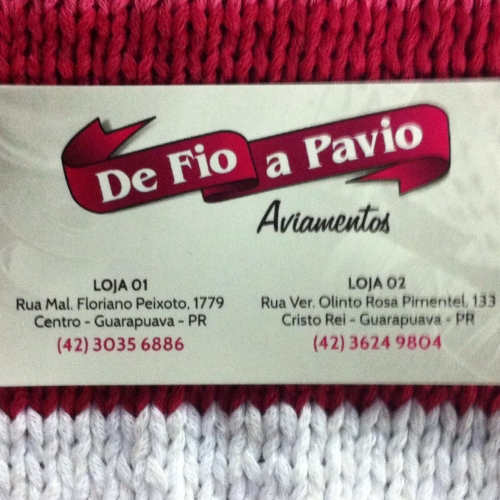 De Fio a Pavio
Aviamentos
LOJA 01
Rua Mal. Floriano Peixoto, 1779
Centro - Guarapuava - PR
(42) 3035 6886
LOJA 02
Rua Ver. Olinto Rosa Pimentel, 133
Cristo Rei - Guarapuava - PR
(42) 3624 9804